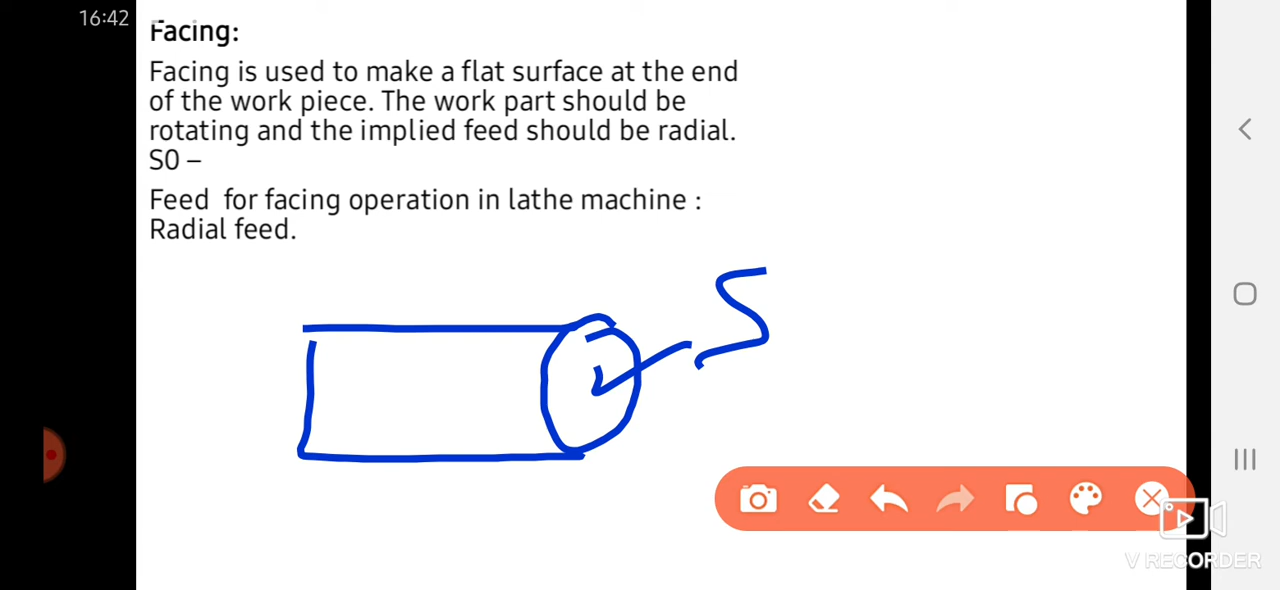 16:42
Facing:
Facing is used to make a flat surface at the end
of the work piece. The work part should be
rotating and the implied feed should be radial.
SO –
Feed for facing operation in lathe machine :
Radial feed.
S
V RECORDER